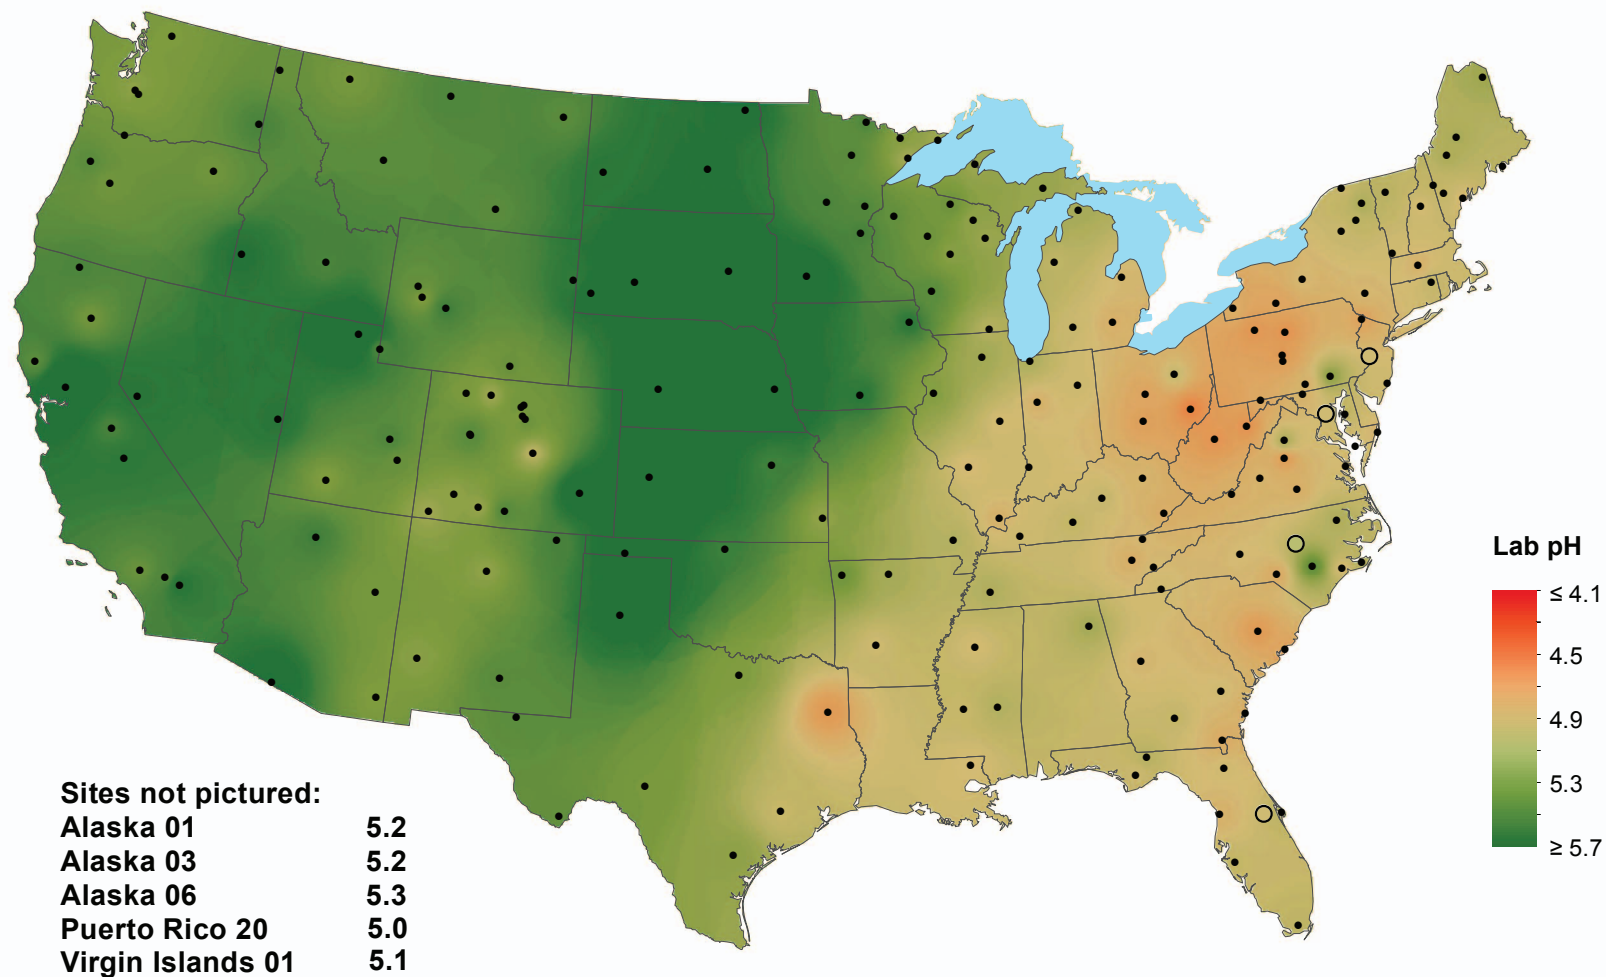 Lab pH
≤ 4.1
4.5
4.9
5.3
≥ 5.7
Sites not pictured:
Alaska 01 5.2
Alaska 03 5.2
Alaska 06 5.3
Puerto Rico 20 5.0
Virgin Islands 01 5.1